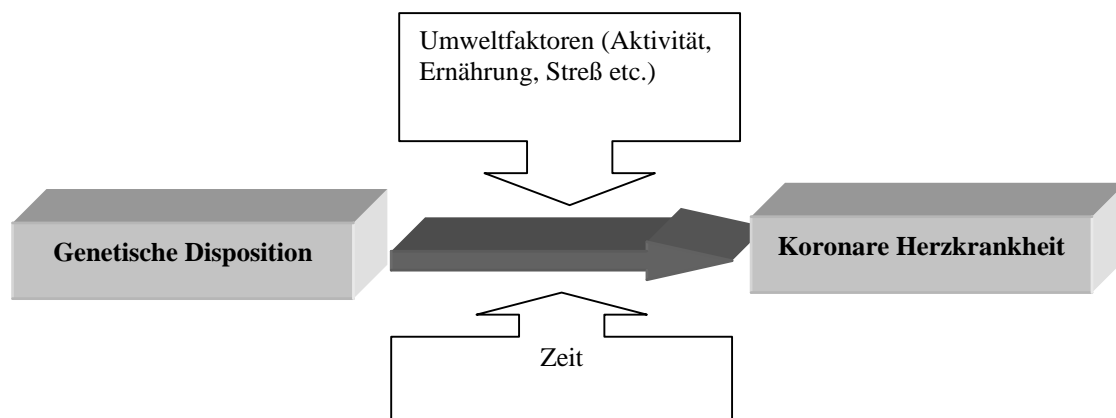 Umweltfaktoren (Aktivität,
Ernährung, Streß etc.)
Genetische Disposition
Koronare Herzkrankheit
Zeit